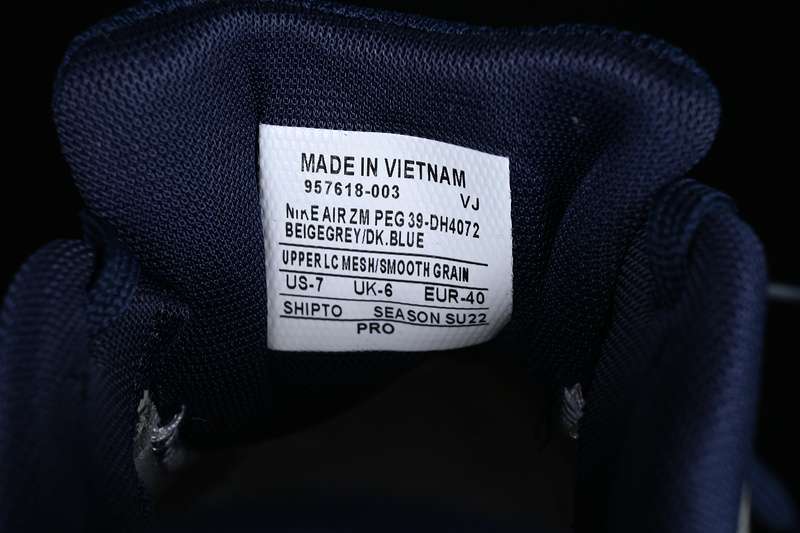 MADE IN VIETNAM
957618-003 VJ
NIKE AIR ZM PEG 39-DH4072
BEIGEGREY/DK.BLUE
UPPER LC MESH/SMOOTH GRAIN
US-7 UK-6 EUR-40
SHIPTO SEASON SU22
PRO